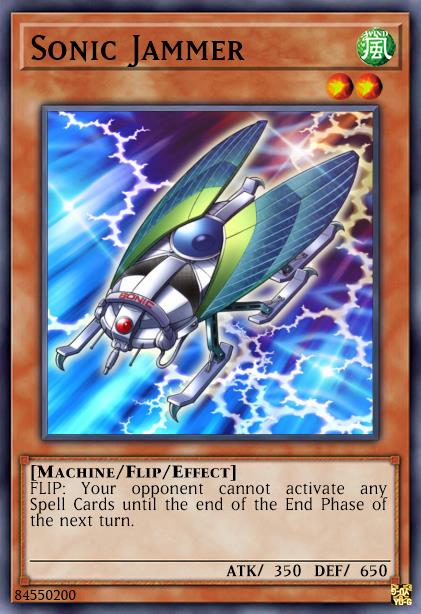 SONIC JAMMER
WIND
風
SONIC
[MACHINE/FLIP/EFFECT]
FLIP: Your opponent cannot activate any
Spell Cards until the end of the End Phase of
the next turn.
ATK/ 350 DEF/ 650
84550200